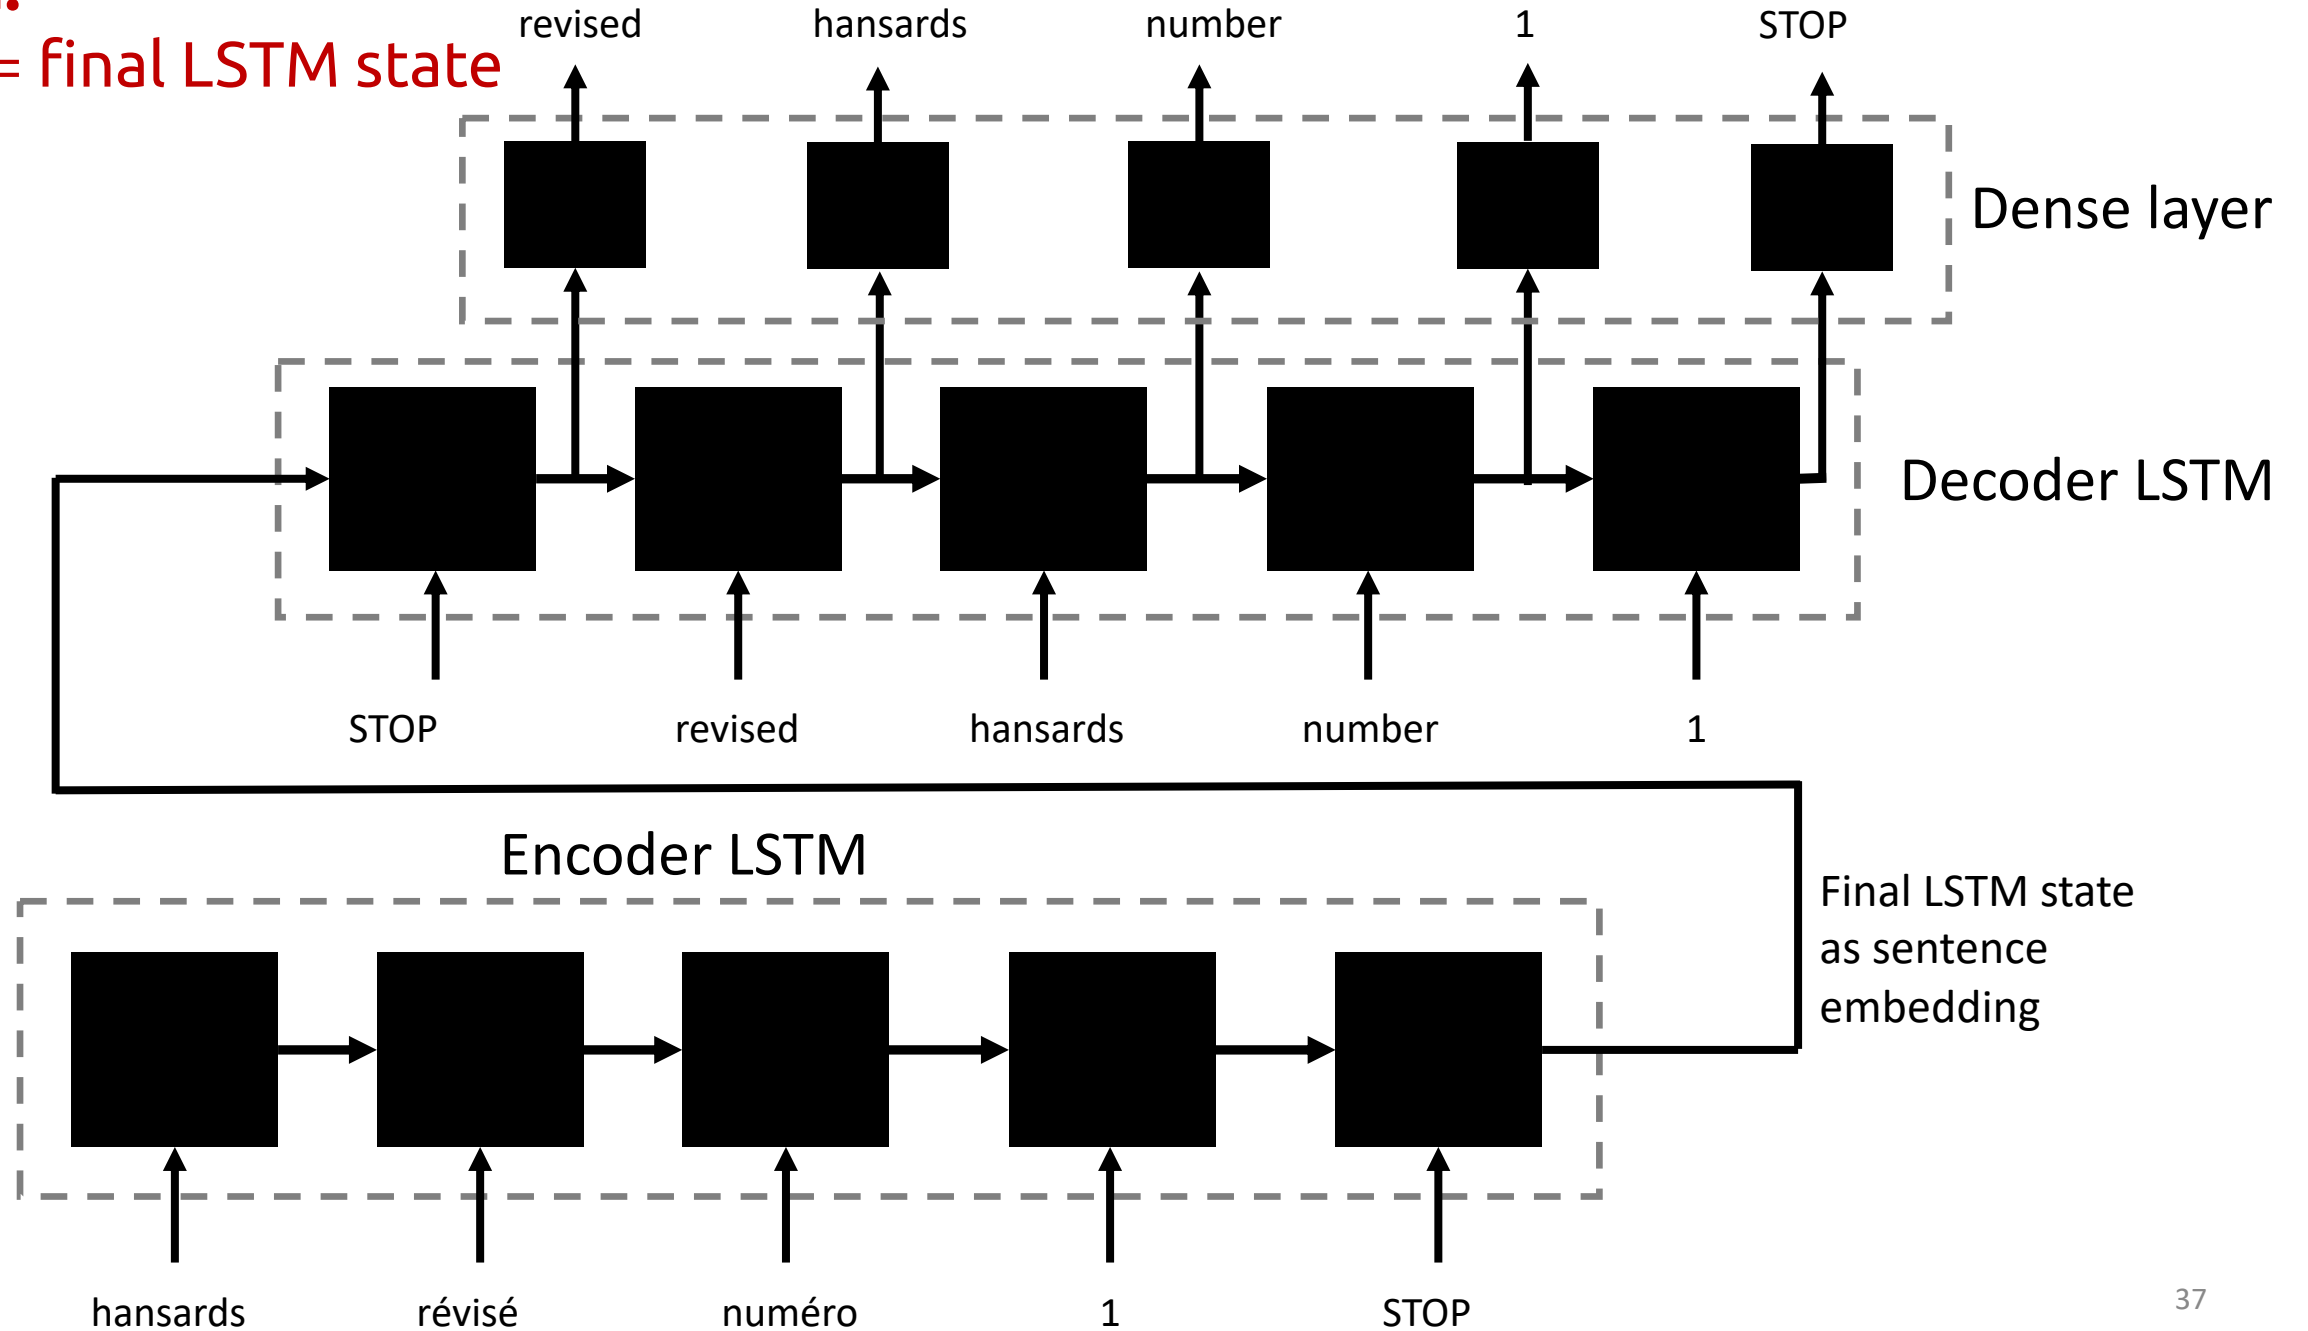 = final LSTM state
revised hansards number 1 STOP
Dense layer
Decoder LSTM
STOP revised hansards number 1
Encoder LSTM
Final LSTM state
as sentence
embedding
hansards révisé numéro 1 STOP
37